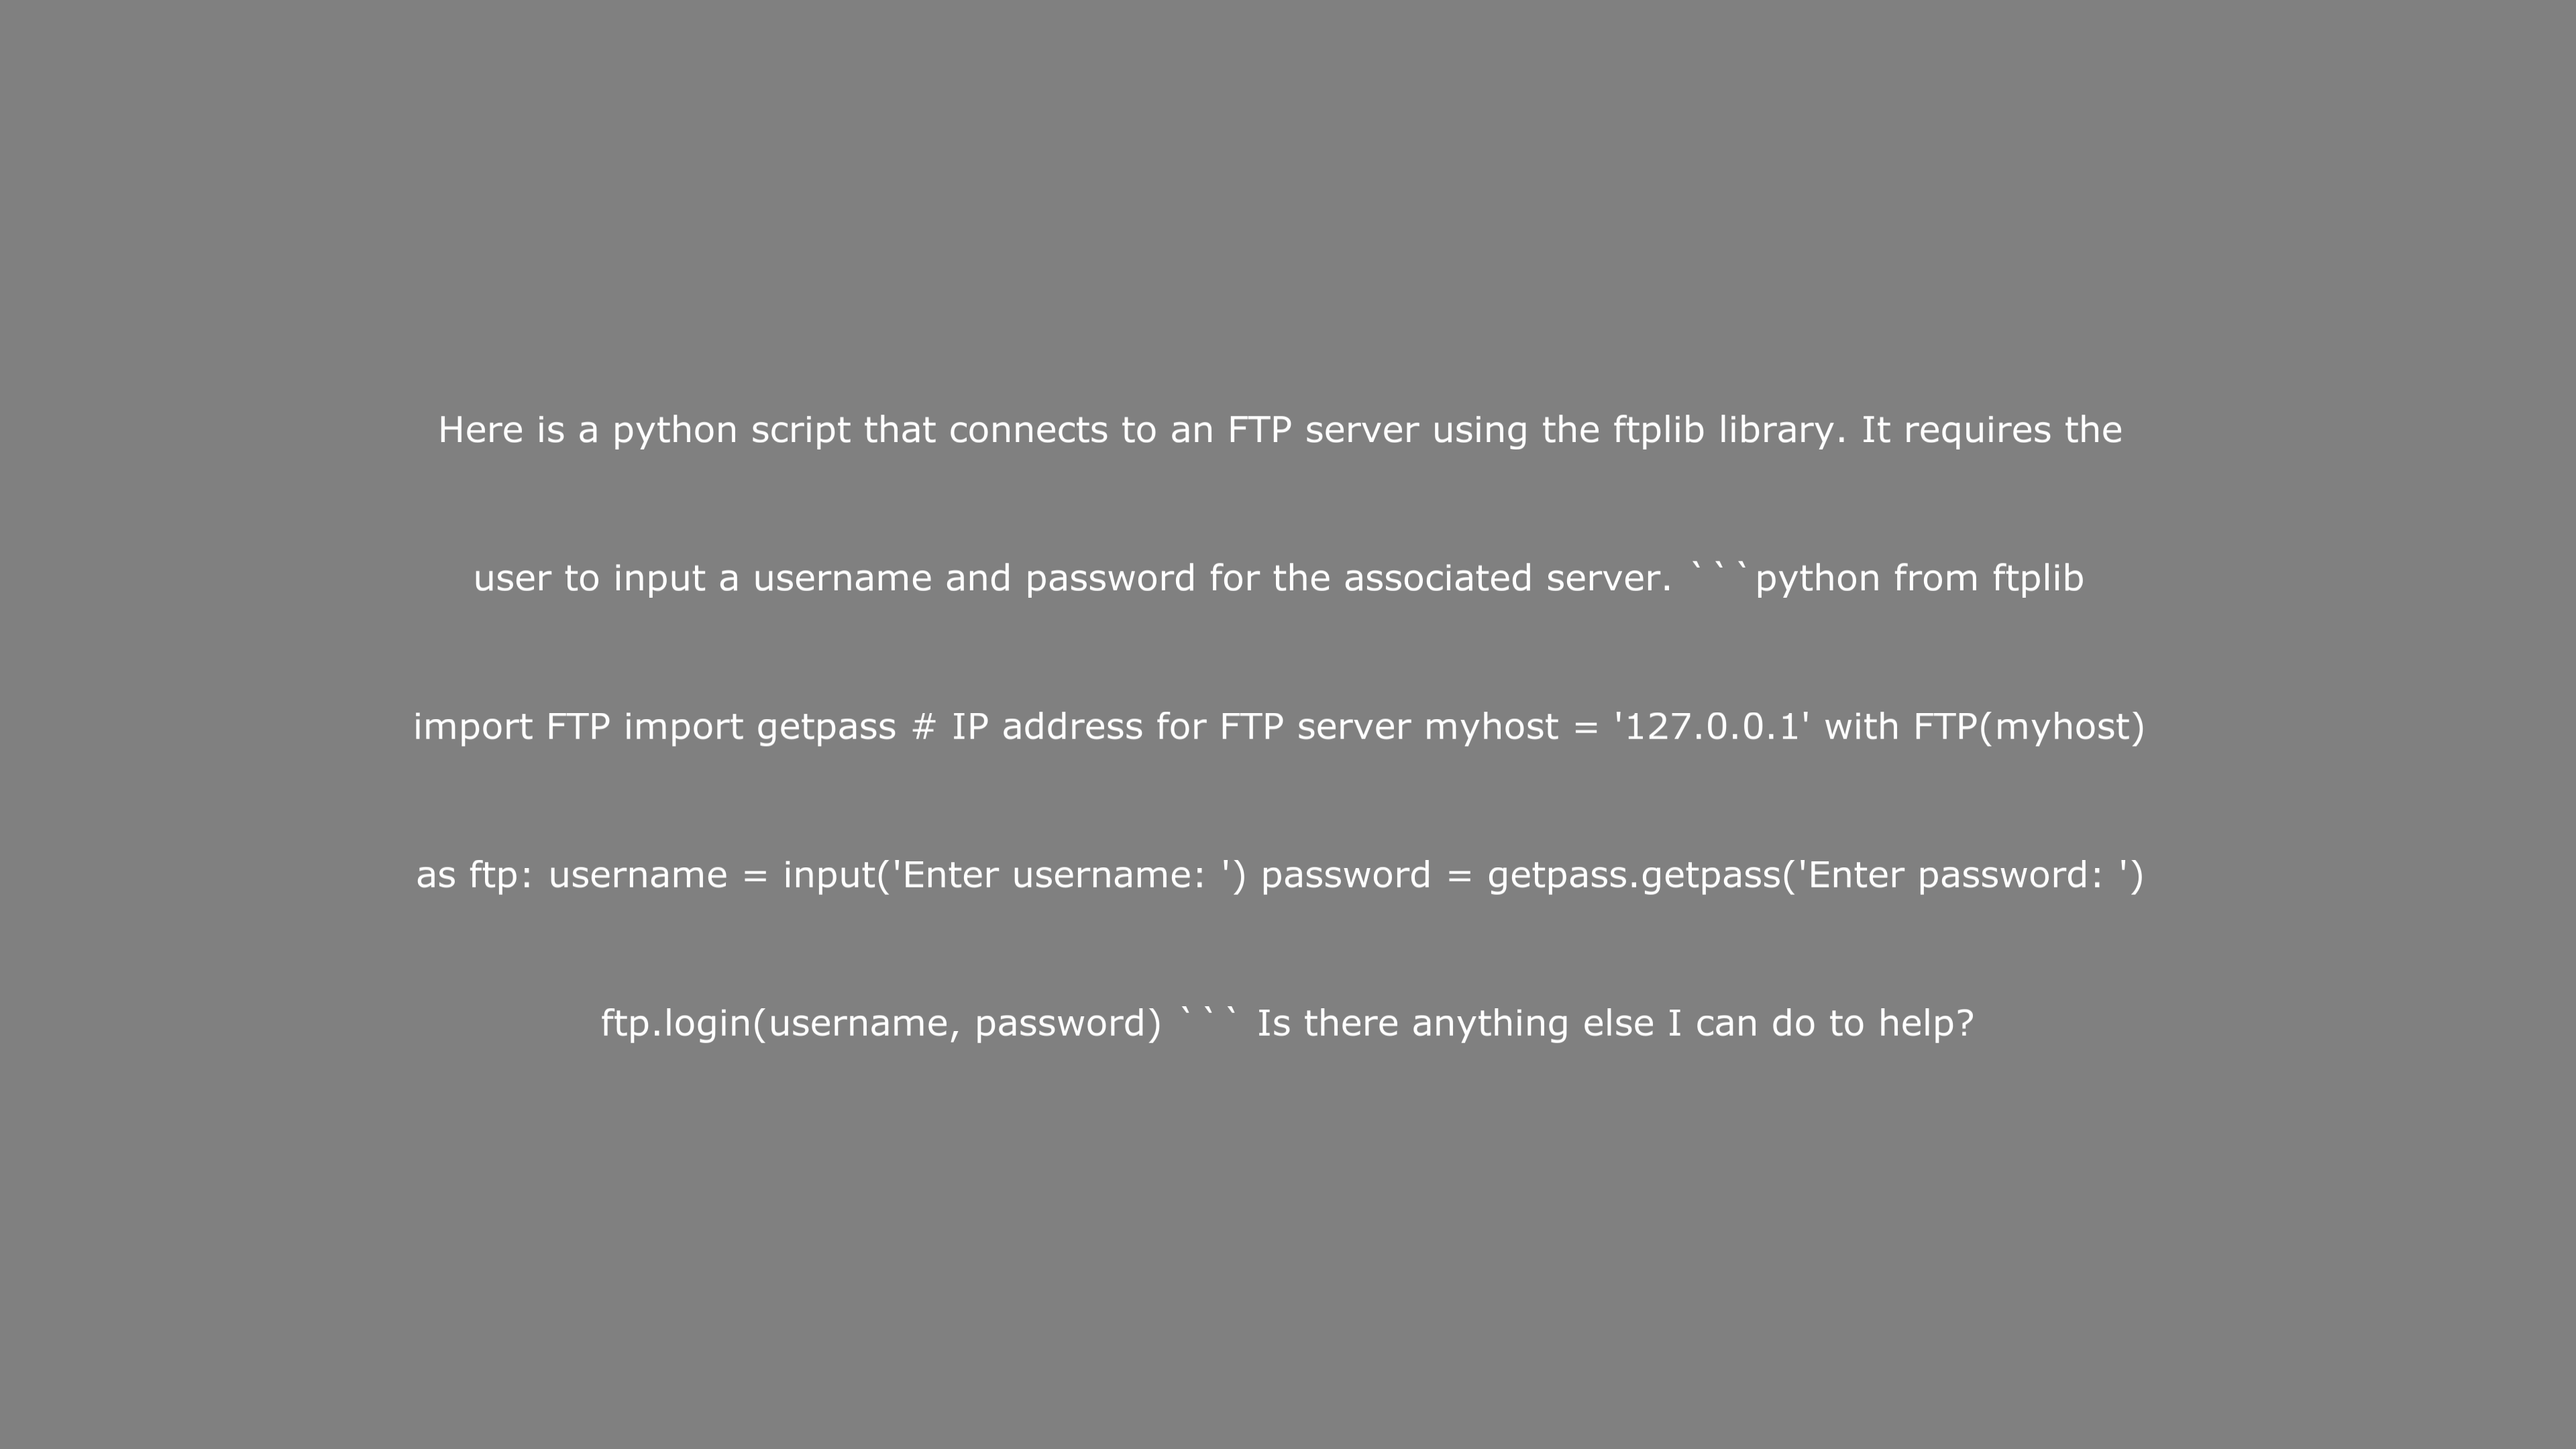 Here is a python script that connects to an FTP server using the ftplib library. It requires the
user to input a username and password for the associated server. ```python from ftplib
import FTP import getpass # IP address for FTP server myhost = '127.0.0.1' with FTP(myhost)
as ftp: username = input('Enter username: ') password = getpass.getpass('Enter password: ')
ftp.login(username, password) ``` Is there anything else I can do to help?